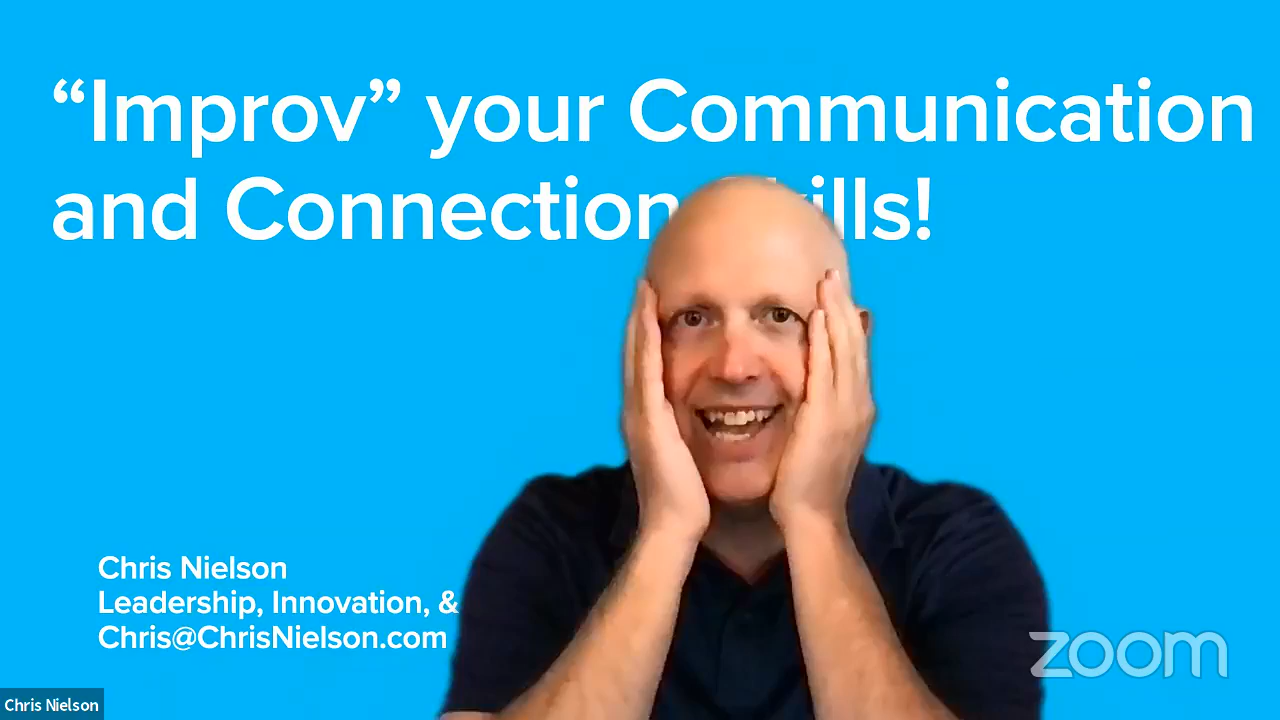 “Improv” your Communication
and Connection Skills!
Chris Nielson
Leadership, Innovation, &
Chris@ChrisNielson.com
zoom
Chris Nielson